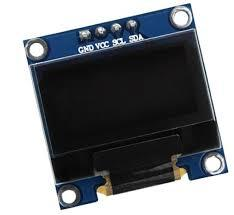 GND VCC SCL SDA